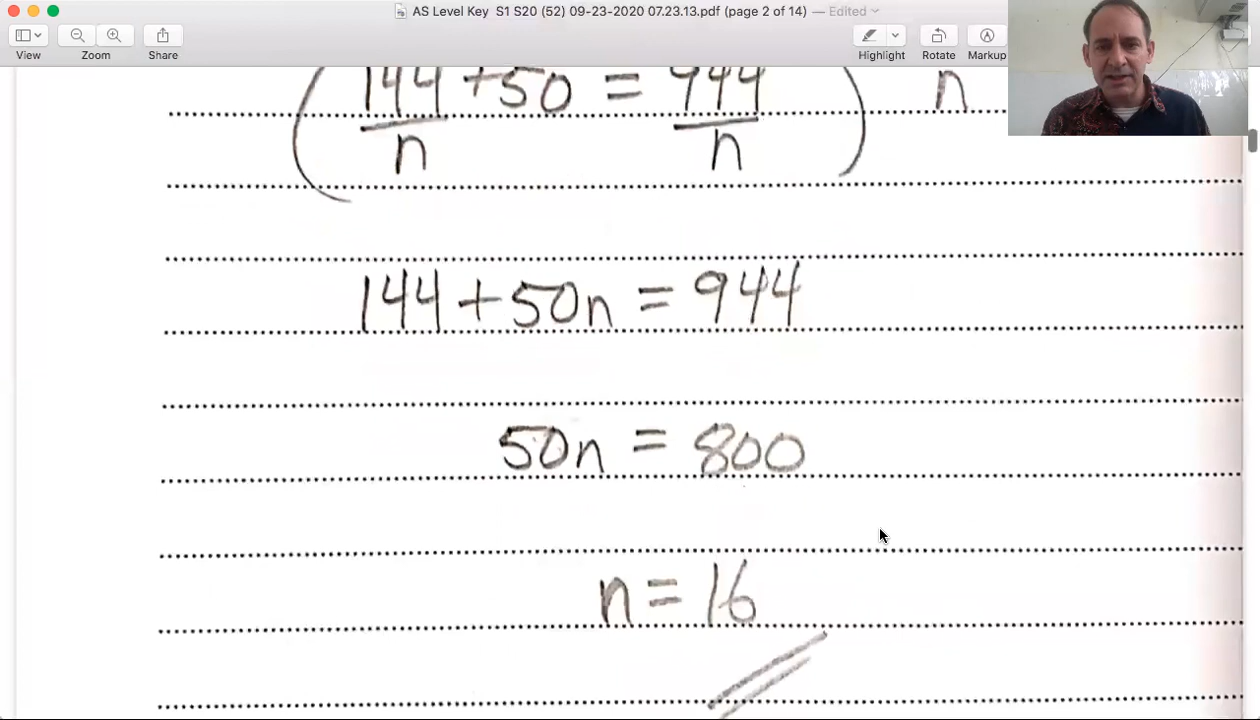 AS Level Key S1 S20 (52) 09-23-2020 07.23.13.pdf (page 2 of 14) — Edited
View Zoom Share Highlight Rotate Markup
(144/n + 50 = 944/n) n
144 + 50n = 944
50n = 800
n = 16